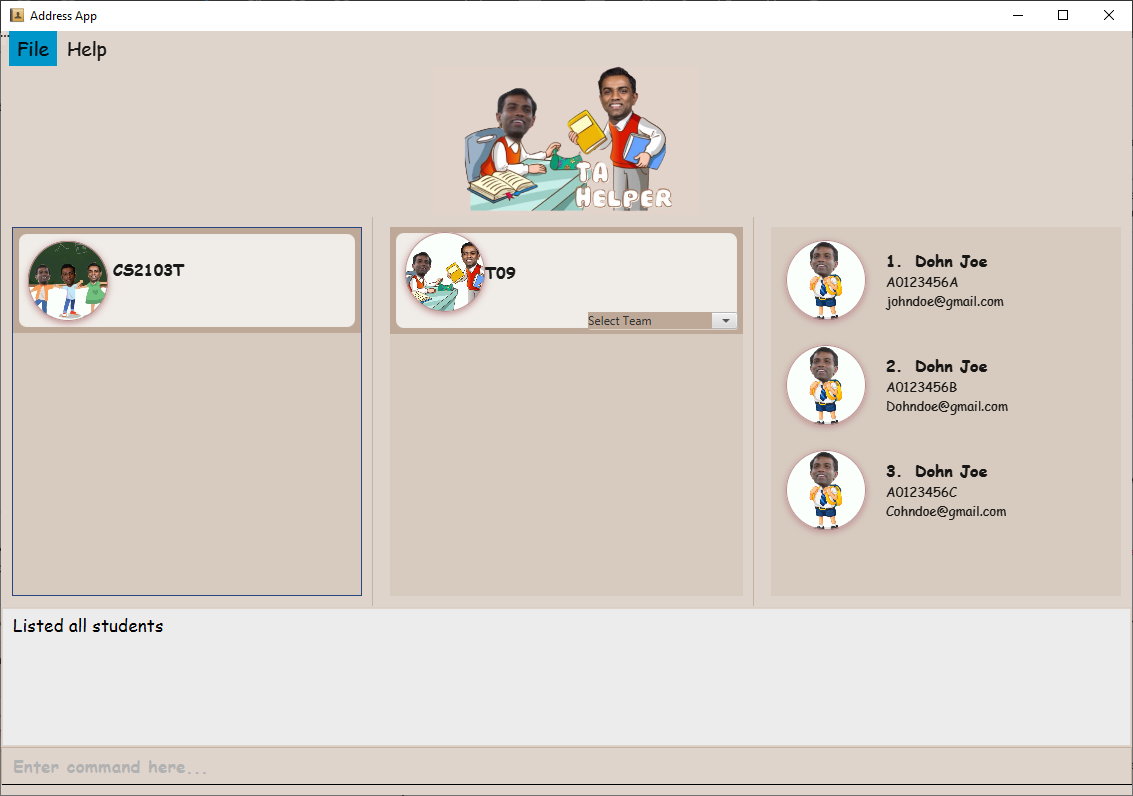 Address App
File Help
TA
HELPER
CS2103T
T09
Select Team
1. Dohn Joe
A0123456A
johndoe@gmail.com
2. Dohn Joe
A0123456B
Dohndoe@gmail.com
3. Dohn Joe
A0123456C
Cohndoe@gmail.com
Listed all students
Enter command here...